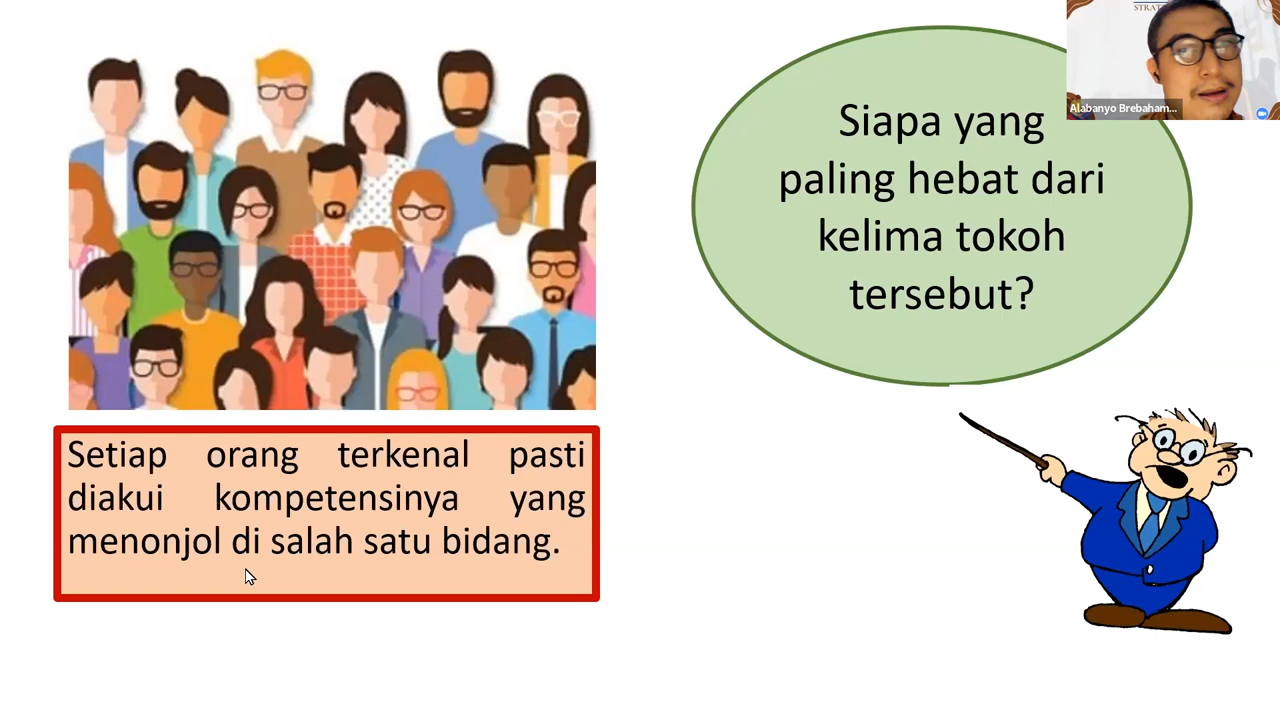 Siapa yang
paling hebat dari
kelima tokoh
tersebut?
Setiap orang terkenal pasti
diakui kompetensinya yang
menonjol di salah satu bidang.
Alabanyo Brebaham...